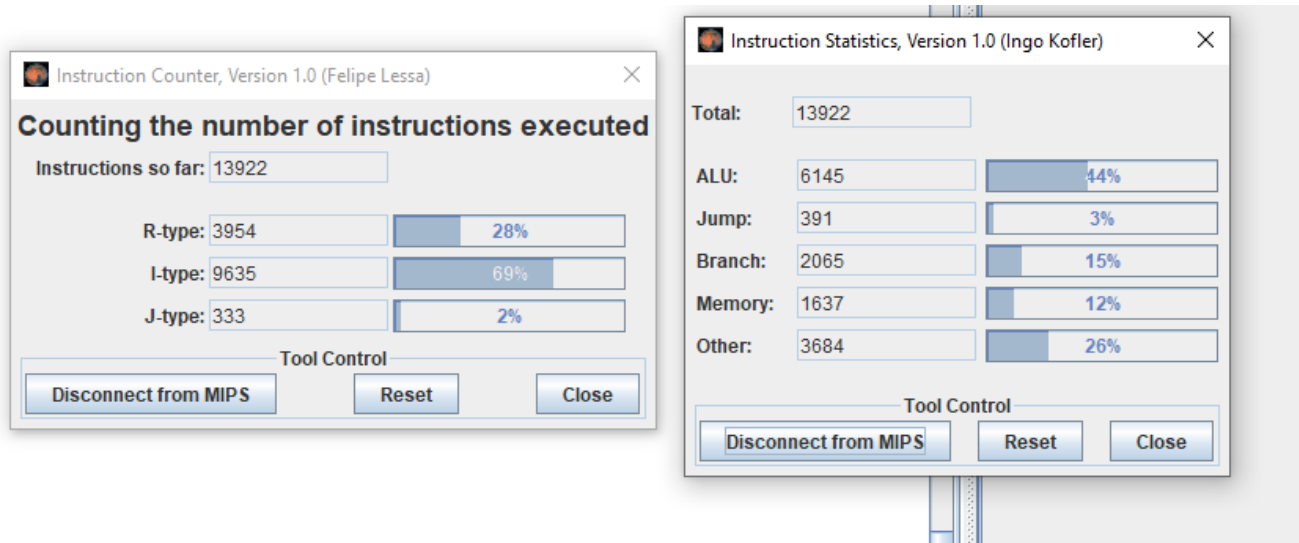 Instruction Counter, Version 1.0 (Felipe Lessa)
Counting the number of instructions executed
Instructions so far: 13922
R-type: 3954 28%
I-type: 9635 69%
J-type: 333 2%
Tool Control
Disconnect from MIPS Reset Close
Instruction Statistics, Version 1.0 (Ingo Kofler)
Total: 13922
ALU: 6145 44%
Jump: 391 3%
Branch: 2065 15%
Memory: 1637 12%
Other: 3684 26%
Tool Control
Disconnect from MIPS Reset Close